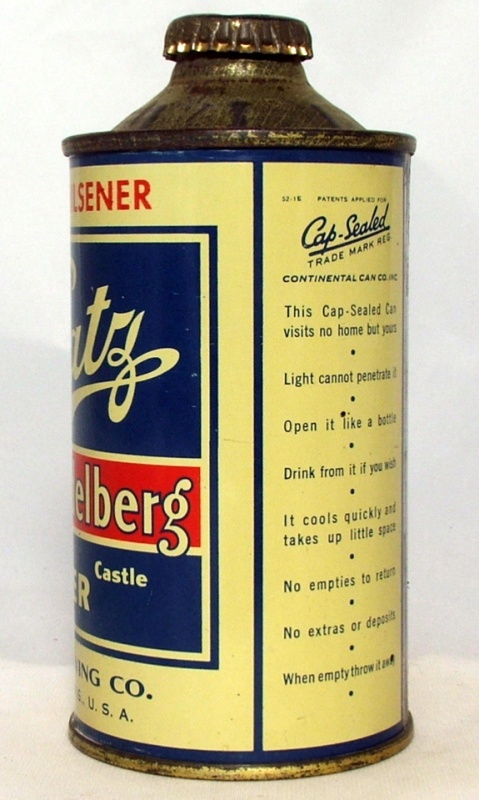 LSENER
atz
elberg
Castle
ER
ING CO.
S., U.S.A.
32-1E PATENTS APPLIED FOR
Cap-Sealed
TRADE MARK REG.
CONTINENTAL CAN CO., INC.
This Cap-Sealed Can
visits no home but yours
Light cannot penetrate it
Open it like a bottle
Drink from it if you wish
It cools quickly and
takes up little space
No empties to return
No extras or deposits
When empty throw it away